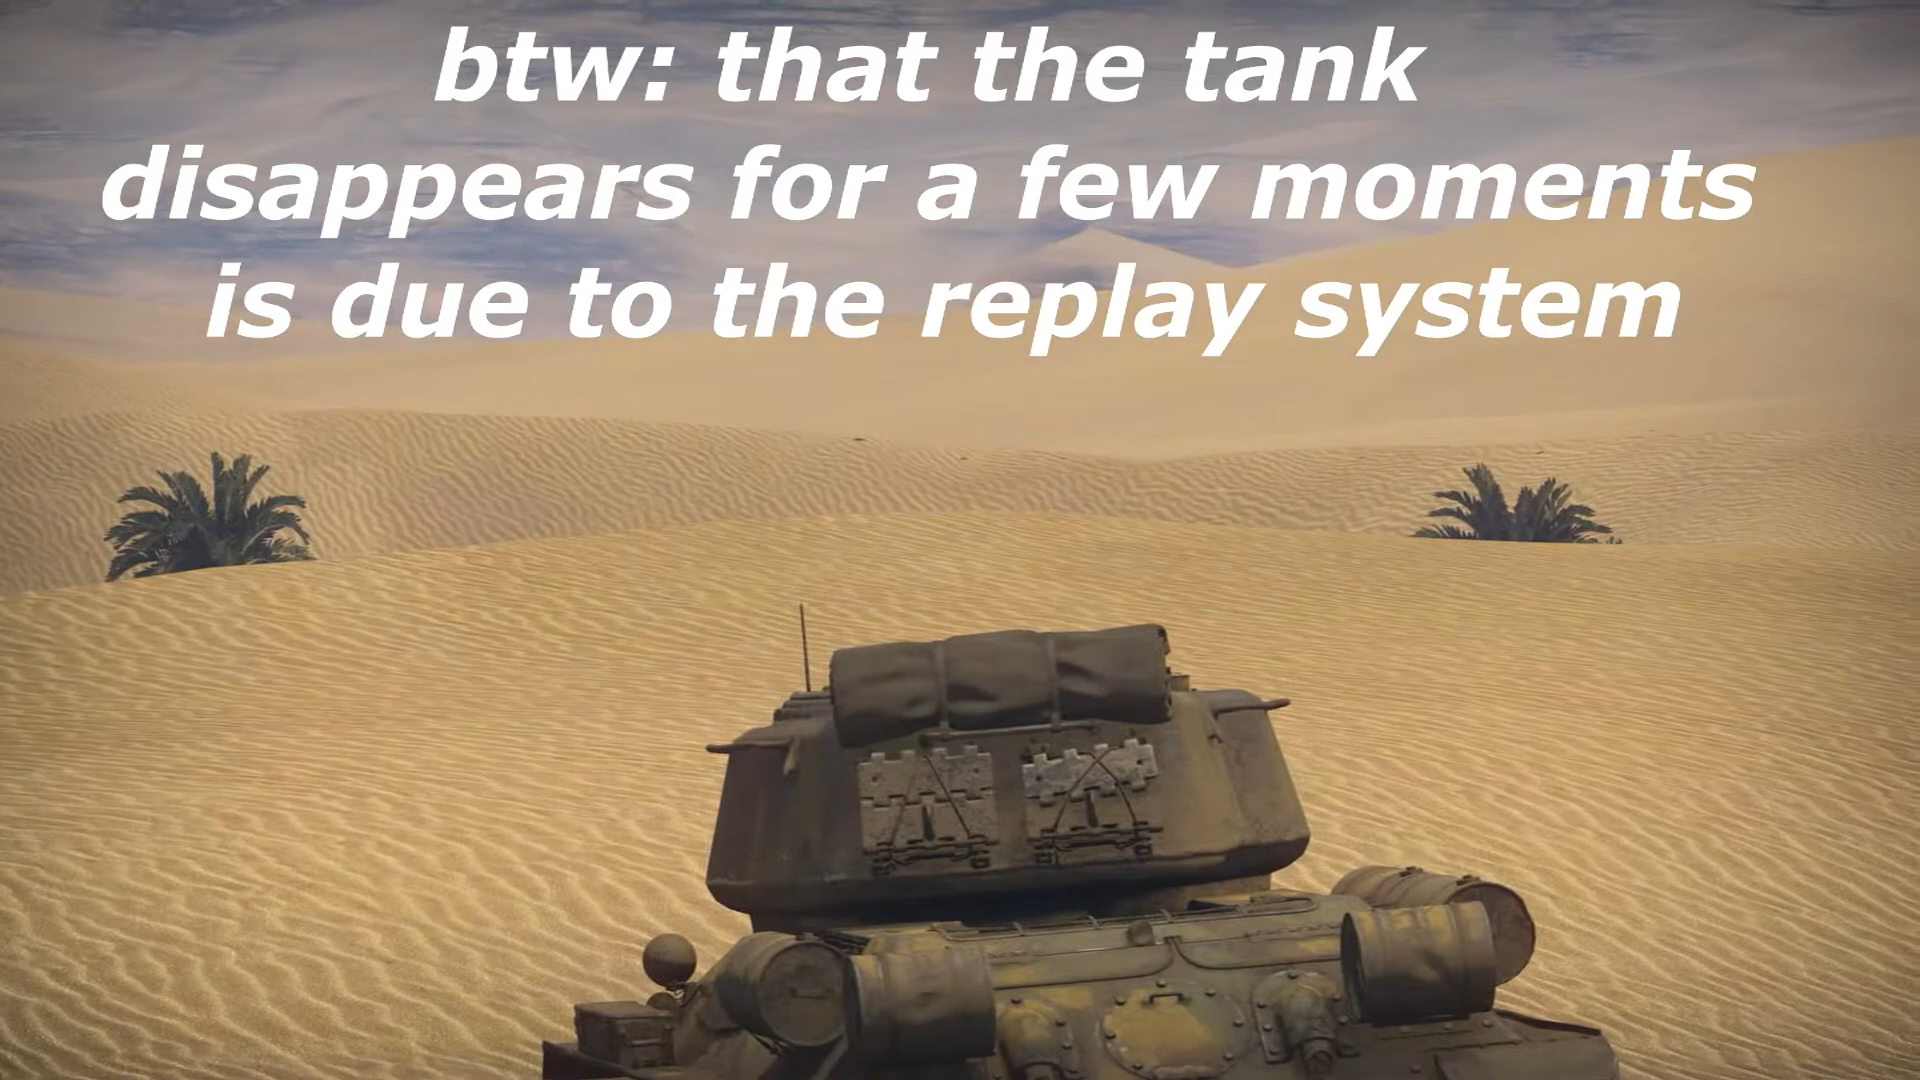 btw: that the tank
disappears for a few moments
is due to the replay system